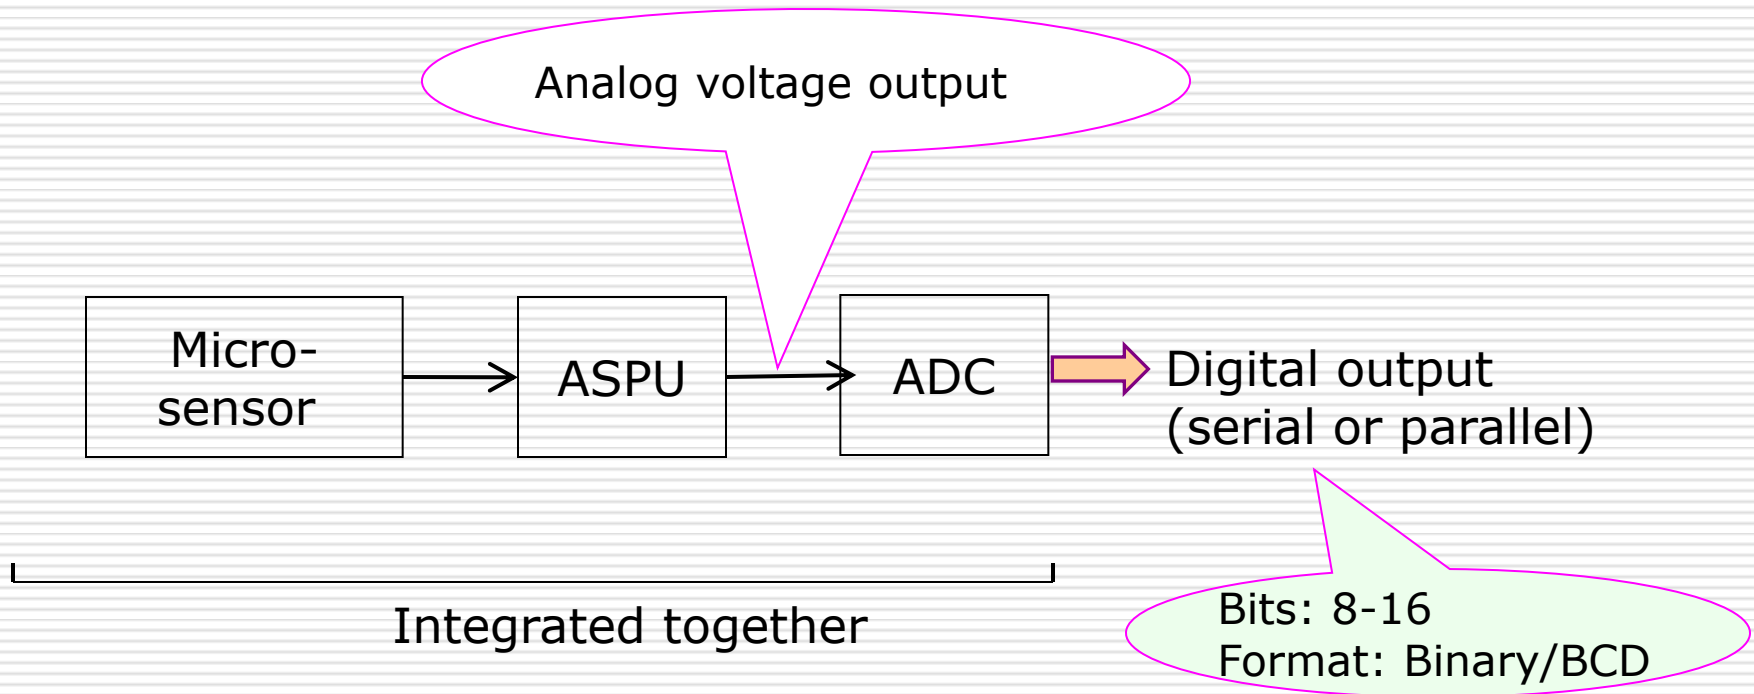 Analog voltage output
Micro-
sensor
ASPU
ADC
Digital output
(serial or parallel)
Integrated together
Bits: 8-16
Format: Binary/BCD